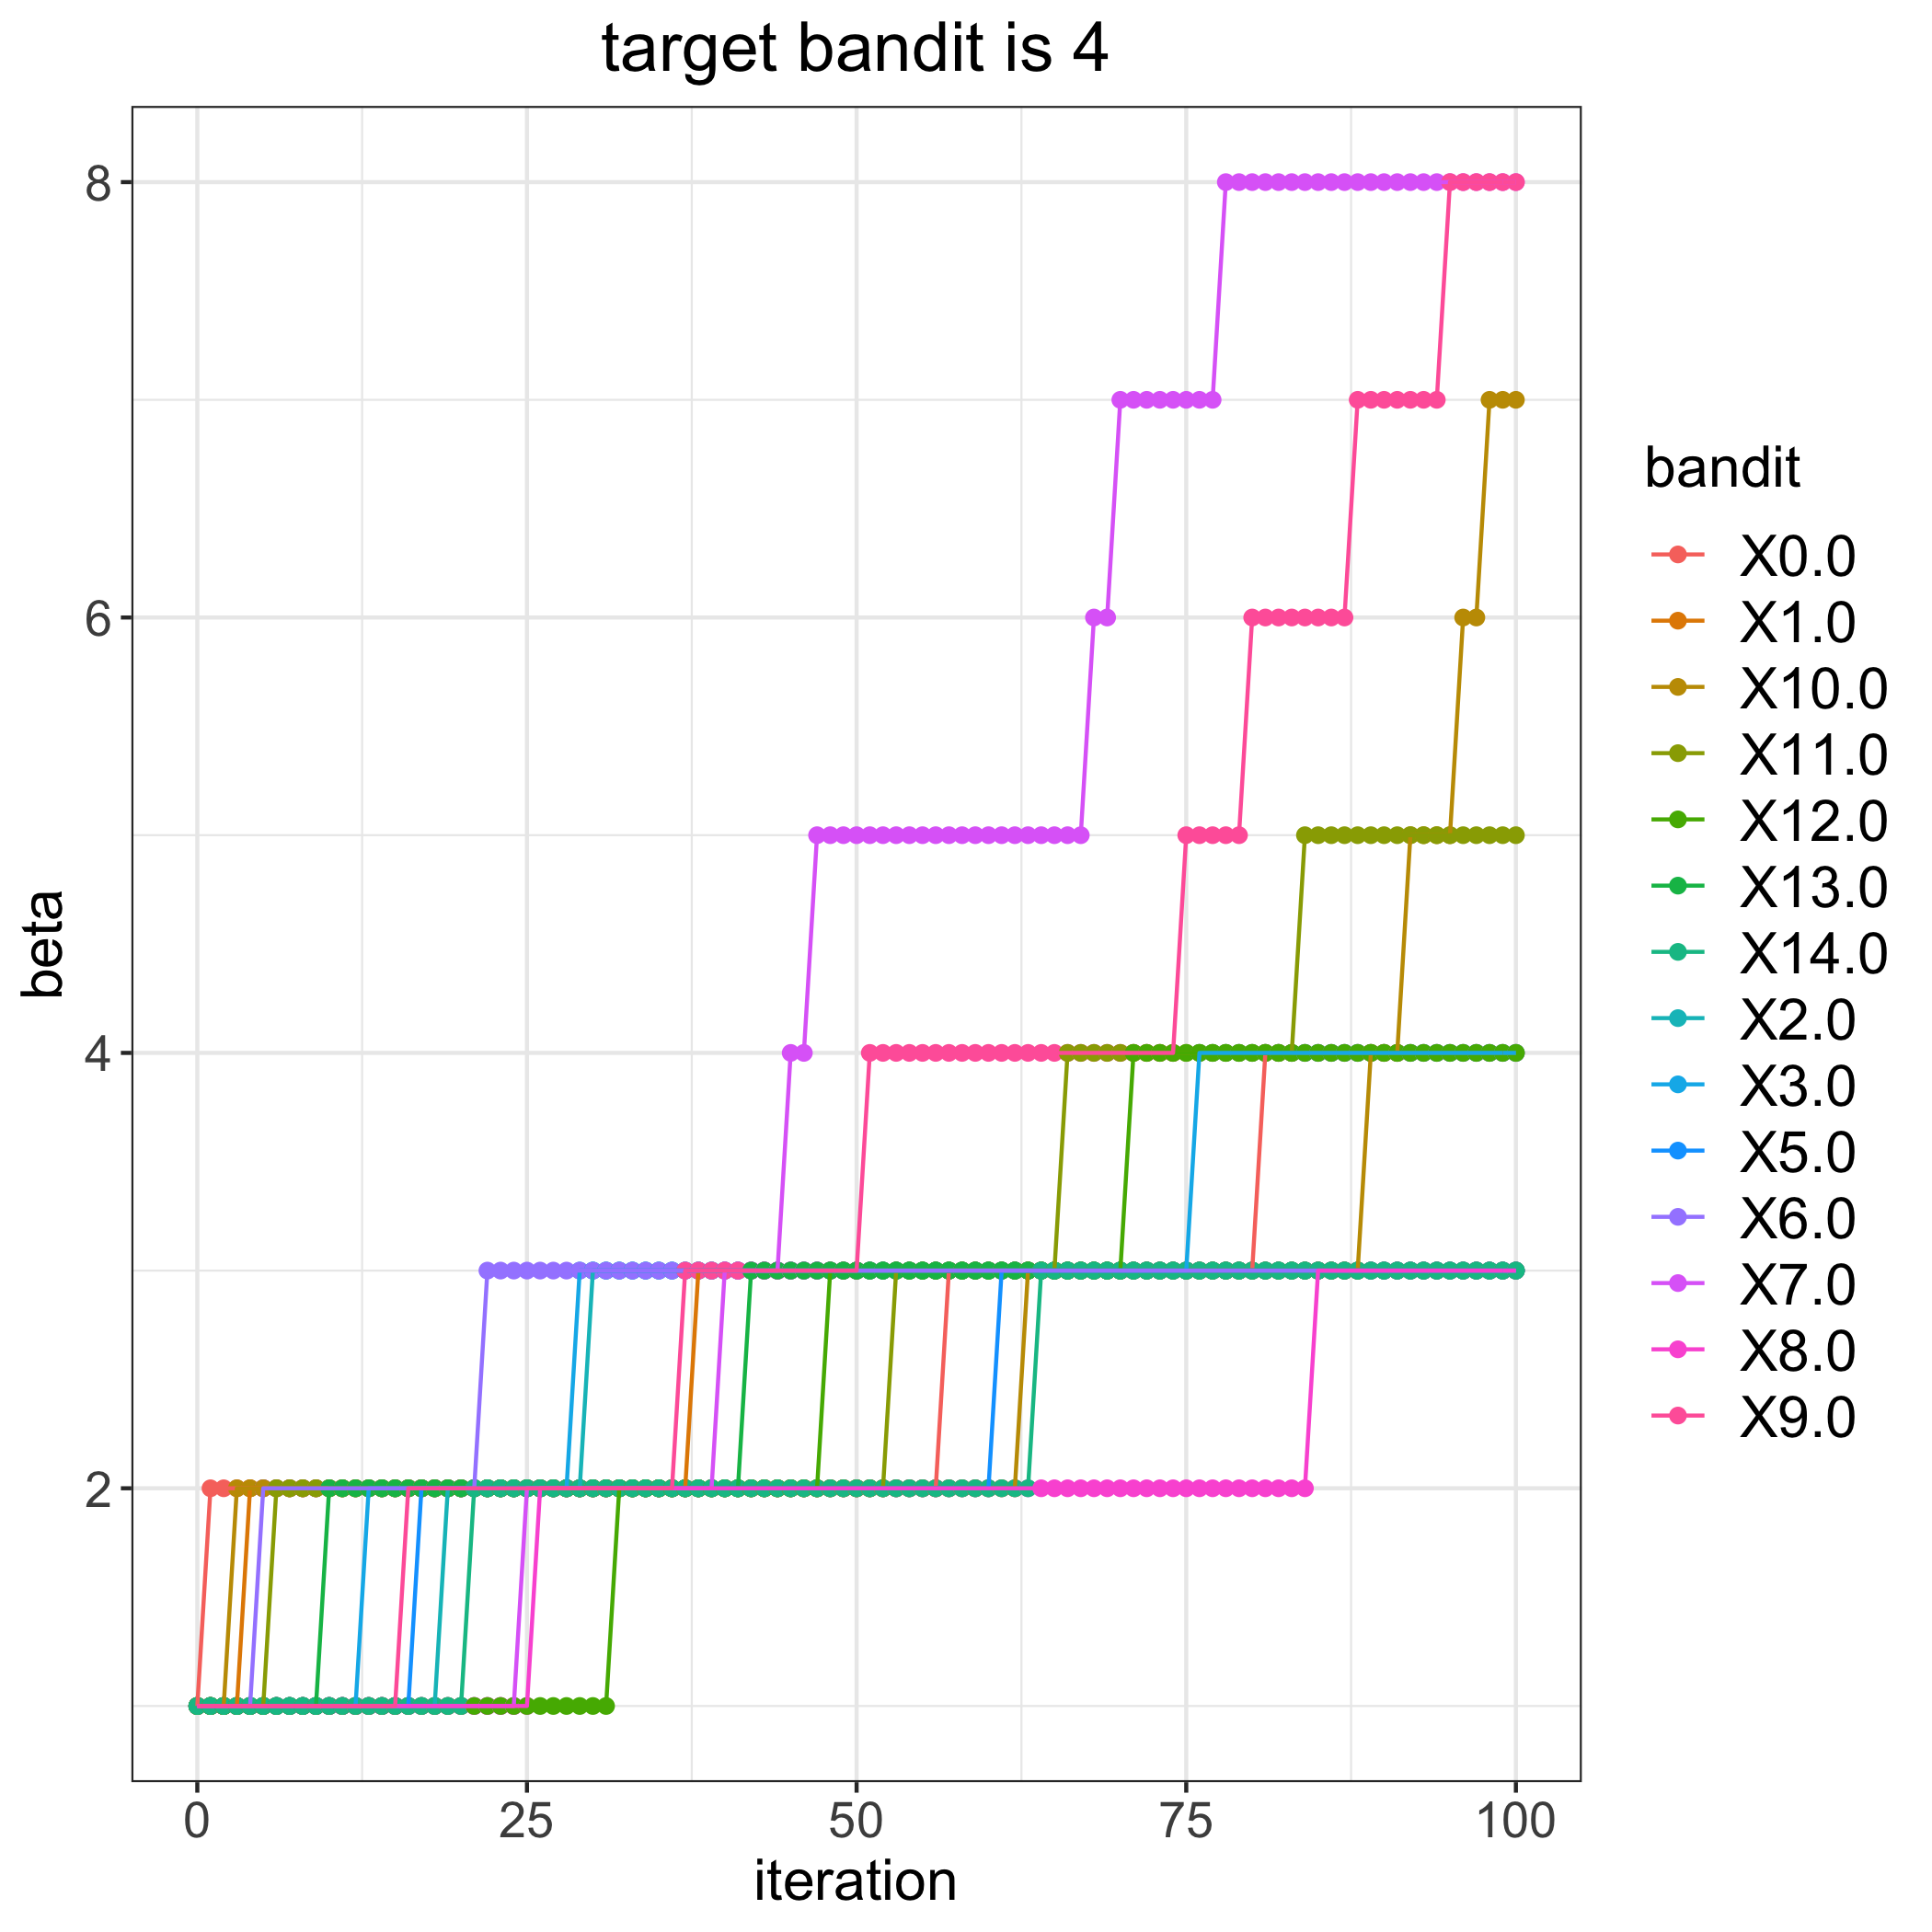 target bandit is 4
8
6
4
2
beta
0 25 50 75 100
iteration
bandit
X0.0
X1.0
X10.0
X11.0
X12.0
X13.0
X14.0
X2.0
X3.0
X5.0
X6.0
X7.0
X8.0
X9.0